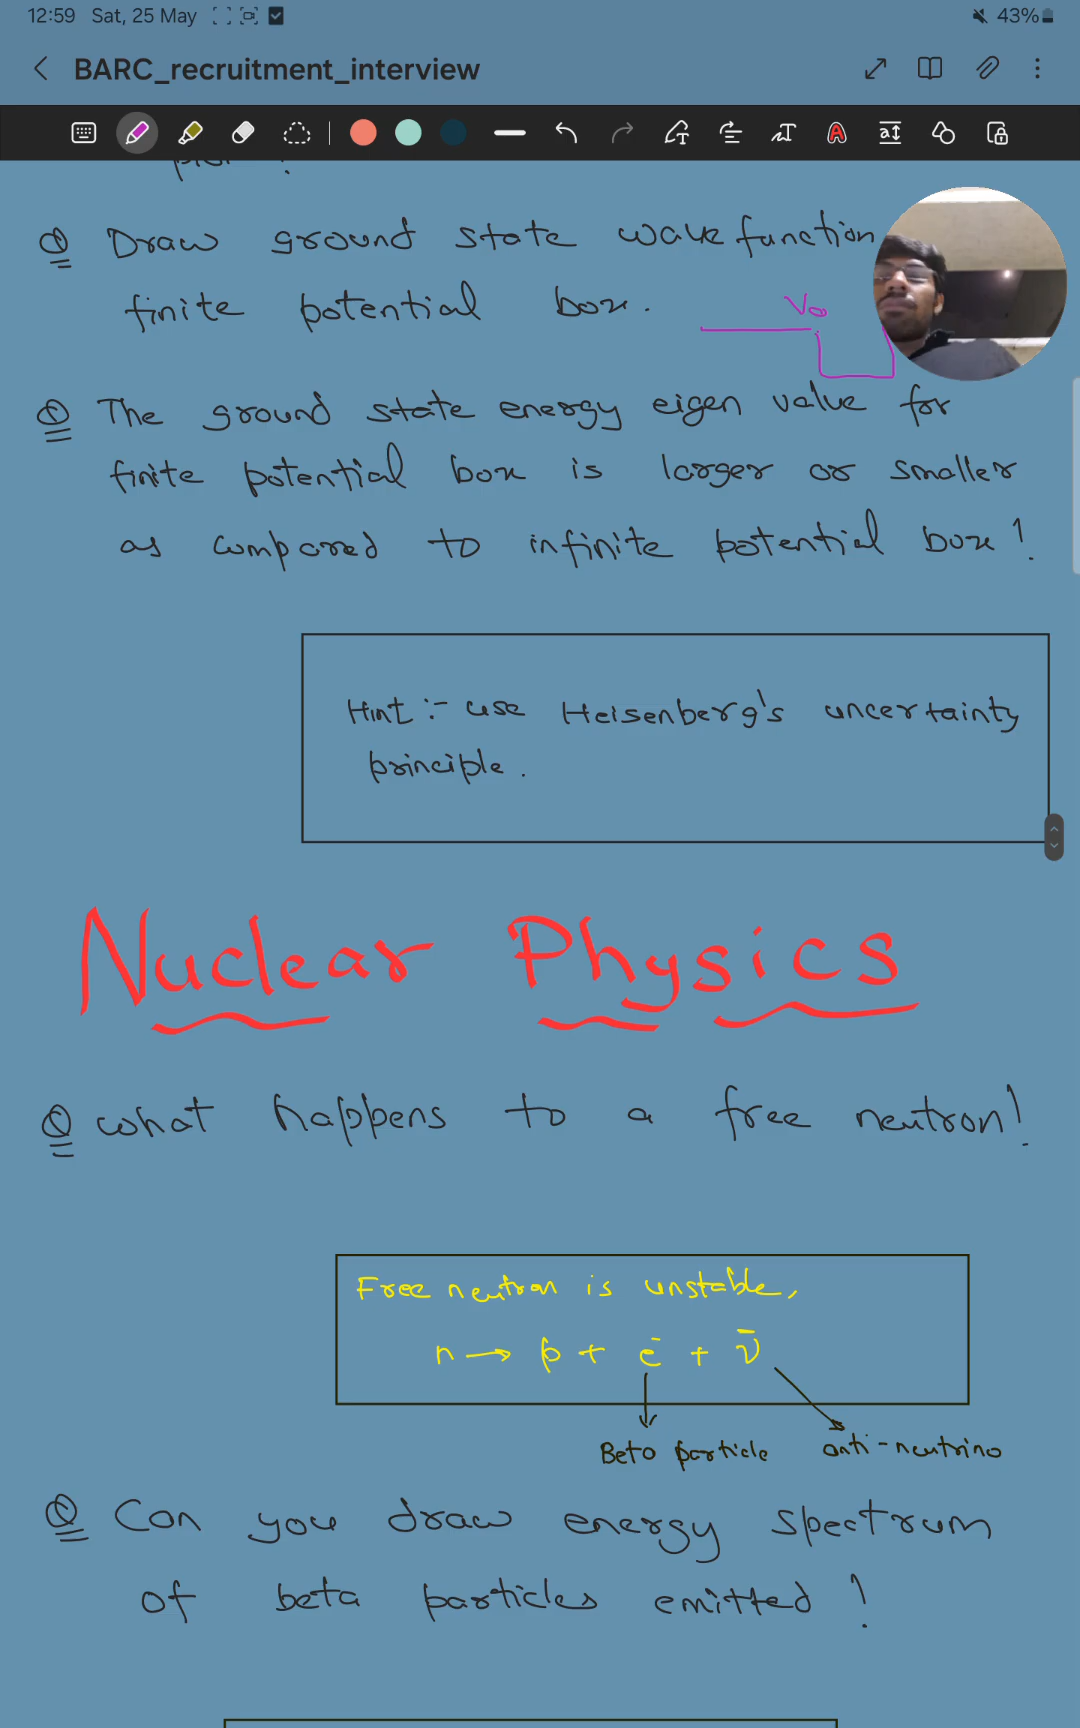 12:59 Sat, 25 May
43%
BARC_recruitment_interview
Q Draw ground state wave function
finite potential box.
V₀
Q The ground state energy eigen value for
finite potential box is larger or smaller
as compared to infinite potential box!
Hint :- use Heisenberg's uncertainty
principle.
Nuclear Physics
Q what happens to a free neutron!
Free neutron is unstable,
n → p + e⁻ + ν̄
Beta particle anti-neutrino
Q Can you draw energy spectrum
of beta particles emitted!